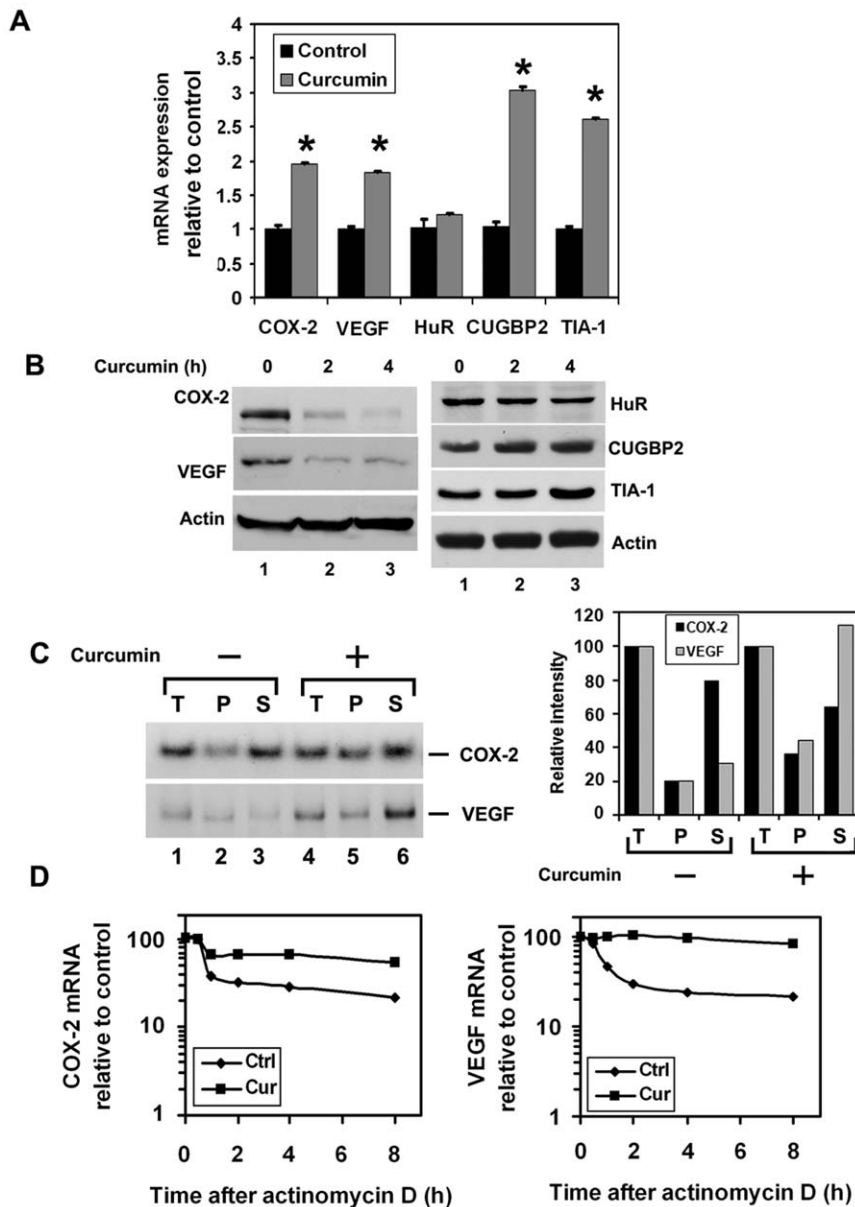 A
mRNA expression
relative to control
4
3.5
3
2.5
2
1.5
1
0.5
0
Control
Curcumin
*
*
*
*
COX-2 VEGF HuR CUGBP2 TIA-1
B
Curcumin (h) 0 2 4 0 2 4
COX-2
VEGF
Actin
HuR
CUGBP2
TIA-1
Actin
1 2 3 1 2 3
C
Curcumin − +
T P S T P S
COX-2
VEGF
1 2 3 4 5 6
Relative intensity
120
100
80
60
40
20
0
COX-2
VEGF
T P S T P S
Curcumin − +
D
COX-2 mRNA
relative to control
100
10
1
Ctrl
Cur
0 2 4 6 8
Time after actinomycin D (h)
VEGF mRNA
relative to control
100
10
1
Ctrl
Cur
0 2 4 6 8
Time after actinomycin D (h)